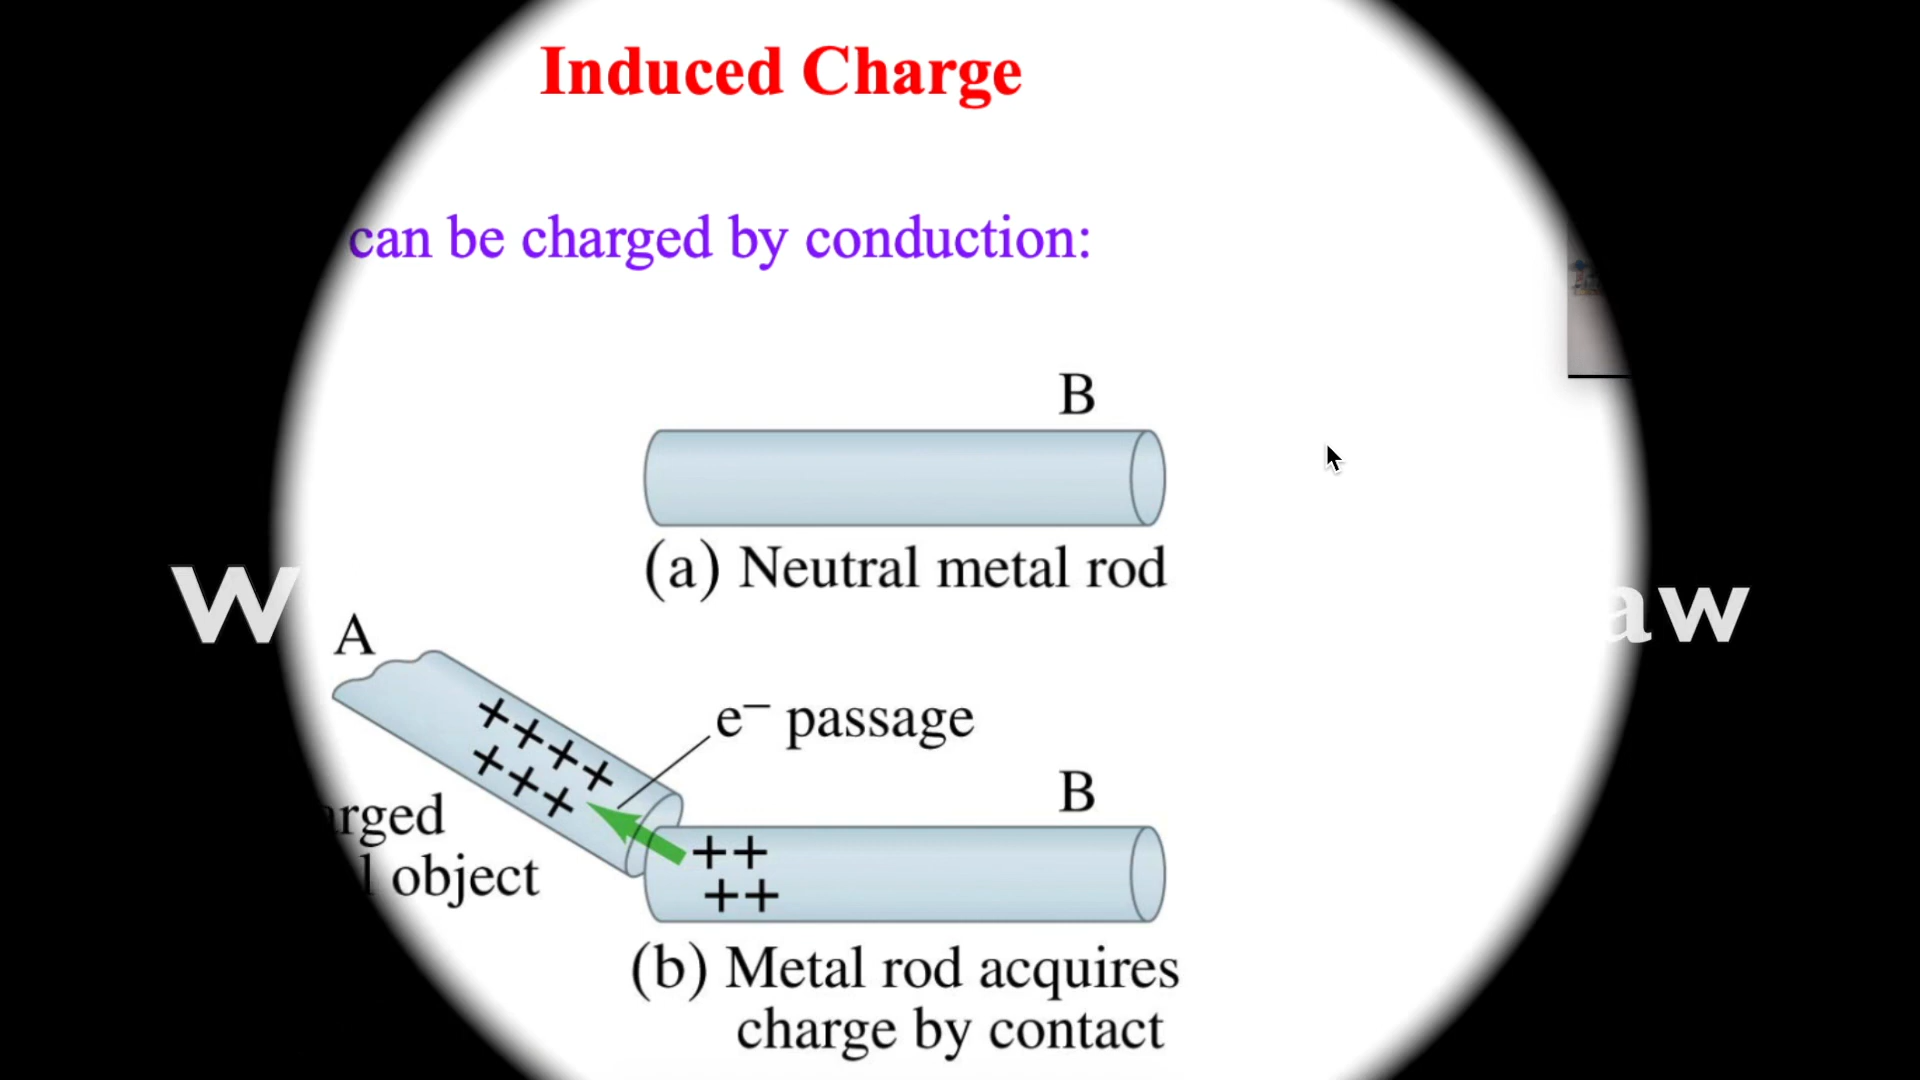 Induced Charge
can be charged by conduction:
B
(a) Neutral metal rod
W
aw
A
++++
+++
e⁻ passage
B
++
++
object
(b) Metal rod acquires
charge by contact